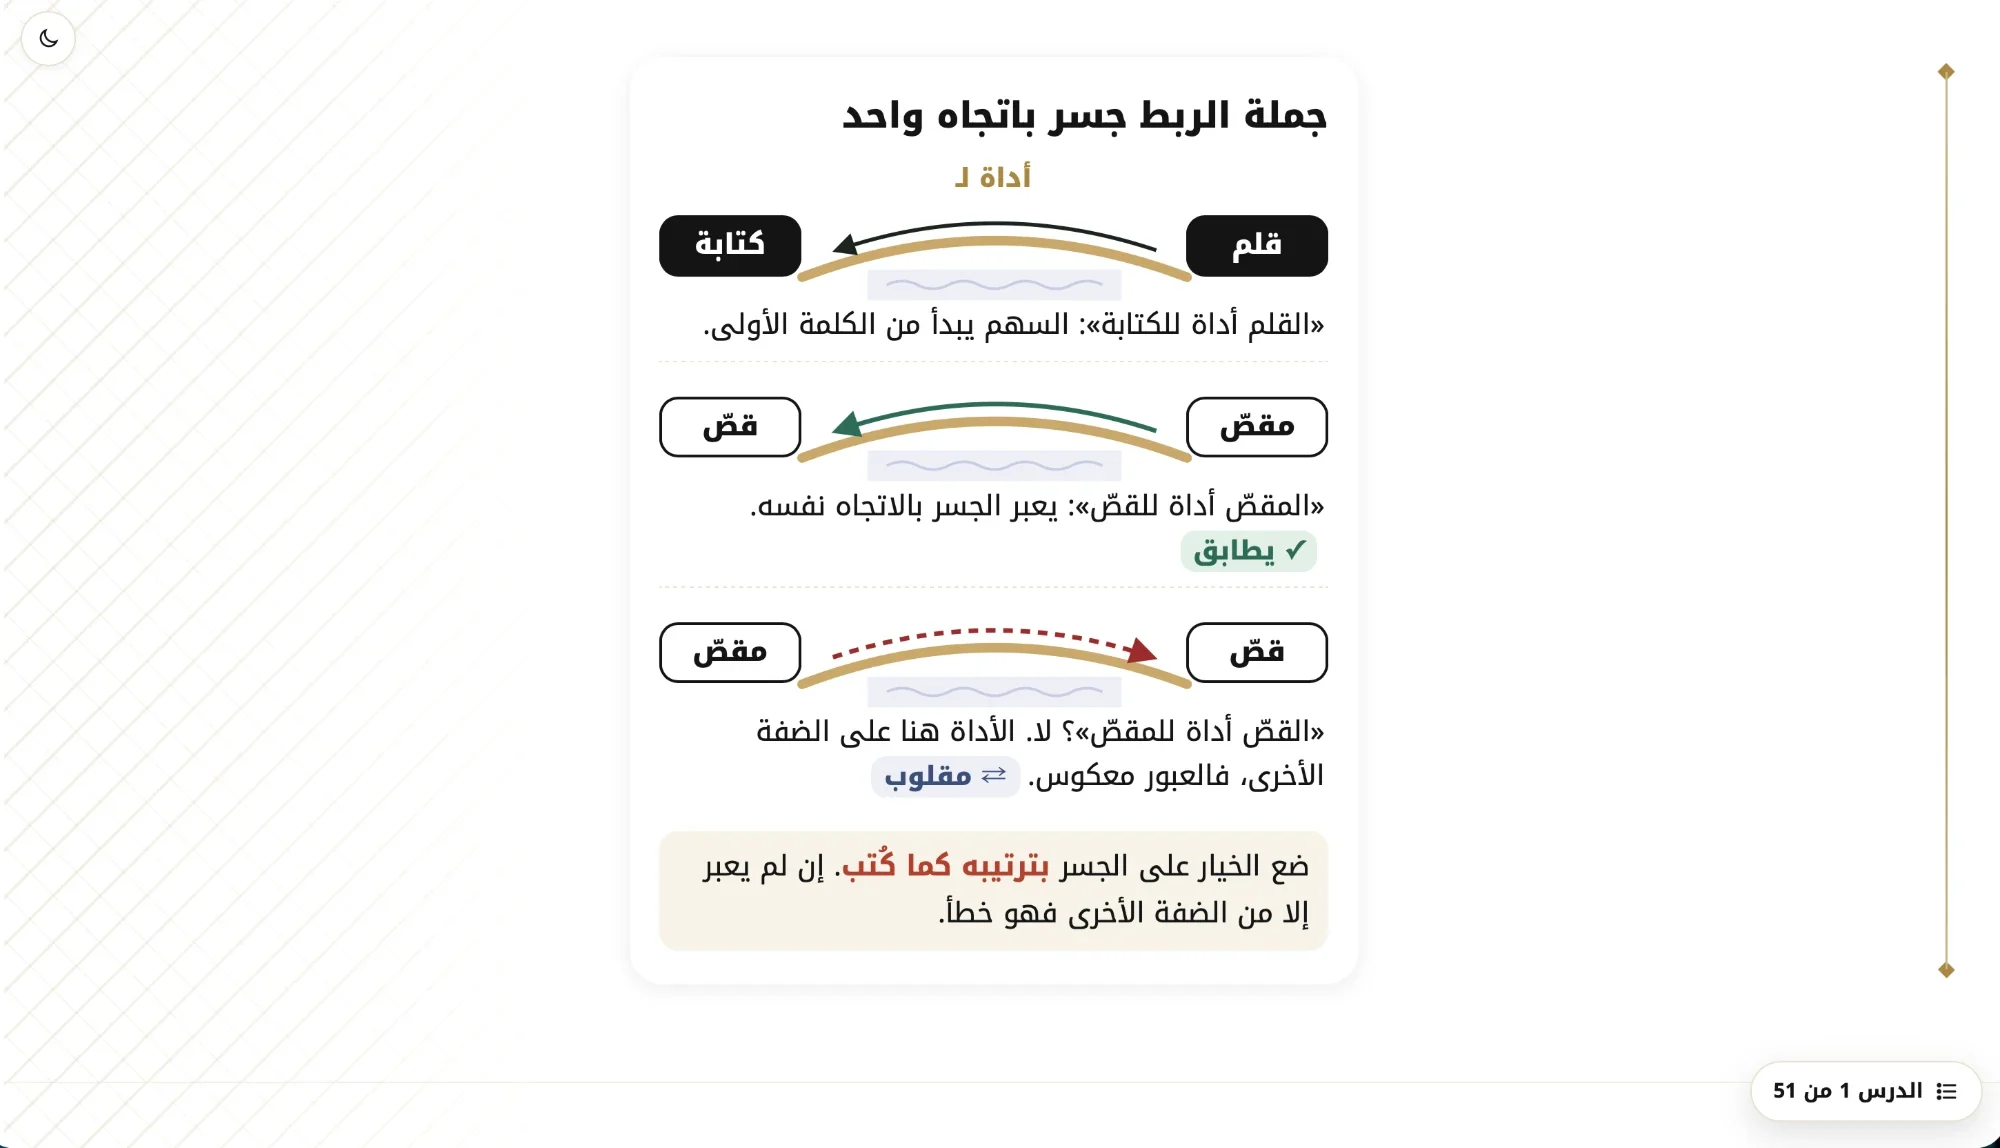 جملة الربط جسر باتجاه واحد
أداة لـ
قلم
كتابة
«القلم أداة للكتابة»: السهم يبدأ من الكلمة الأولى.
مقصّ
قصّ
«المقصّ أداة للقصّ»: يعبر الجسر بالاتجاه نفسه.
✓ يطابق
قصّ
مقصّ
«القصّ أداة للمقصّ»؟ لا. الأداة هنا على الضفة
الأخرى، فالعبور معكوس. ⇄ مقلوب
ضع الخيار على الجسر بترتيبه كما كُتب. إن لم يعبر
إلا من الضفة الأخرى فهو خطأ.
الدرس 1 من 51